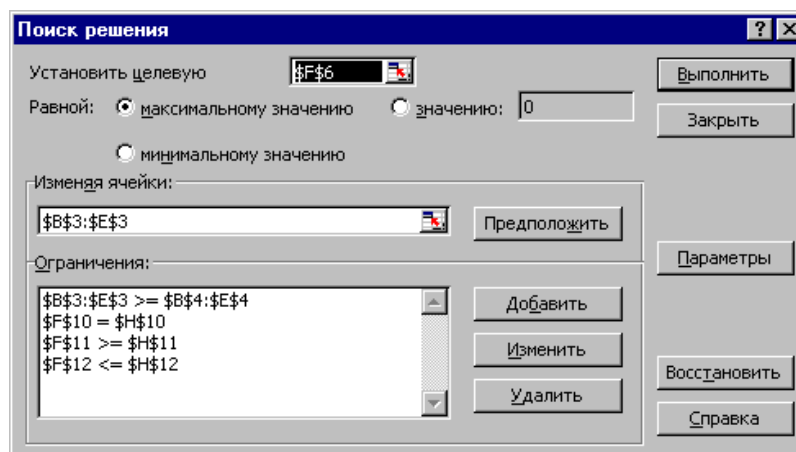 Поиск решения
Установить целевую $F$6
Выполнить
Равной: максимальному значению значению: 0
Закрыть
минимальному значению
Изменяя ячейки:
$B$3:$E$3
Предположить
Ограничения:
Параметры
$B$3:$E$3 >= $B$4:$E$4
$F$10 = $H$10
$F$11 >= $H$11
$F$12 <= $H$12
Добавить
Изменить
Удалить
Восстановить
Справка